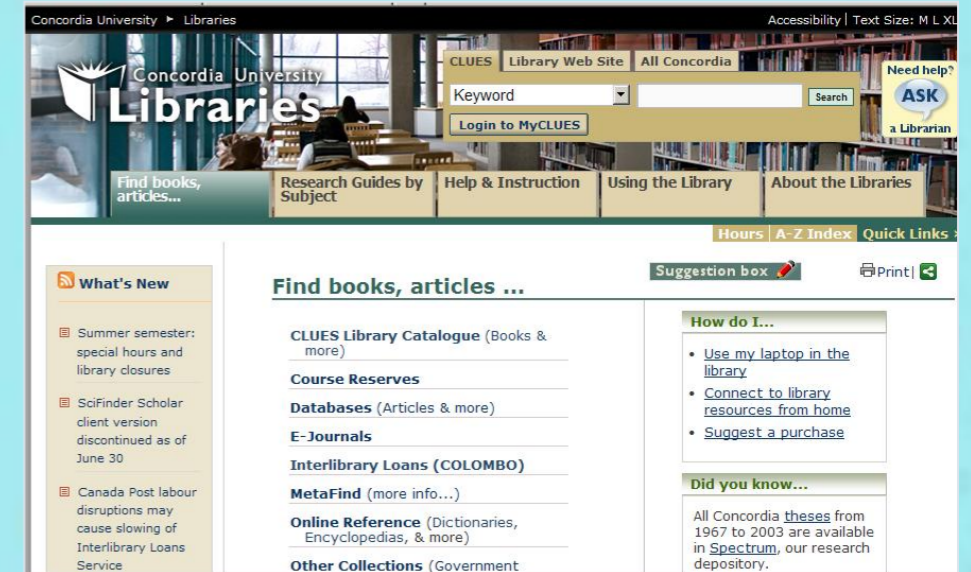 Concordia University ► Libraries
Accessibility | Text Size: M L XL
Concordia University
Libraries
CLUES
Library Web Site
All Concordia
Keyword
Search
Login to MyCLUES
Need help?
ASK
a Librarian
Find books,
articles...
Research Guides by
Subject
Help & Instruction
Using the Library
About the Libraries
Hours
A-Z Index
Quick Links ›
What's New
Summer semester:
special hours and
library closures
SciFinder Scholar
client version
discontinued as of
June 30
Canada Post labour
disruptions may
cause slowing of
Interlibrary Loans
Service
Suggestion box
Print|
Find books, articles ...
CLUES Library Catalogue (Books &
more)
Course Reserves
Databases (Articles & more)
E-Journals
Interlibrary Loans (COLOMBO)
MetaFind (more info...)
Online Reference (Dictionaries,
Encyclopedias, & more)
Other Collections (Government
How do I...
• Use my laptop in the
library
• Connect to library
resources from home
• Suggest a purchase
Did you know...
All Concordia theses from
1967 to 2003 are available
in Spectrum, our research
depository.